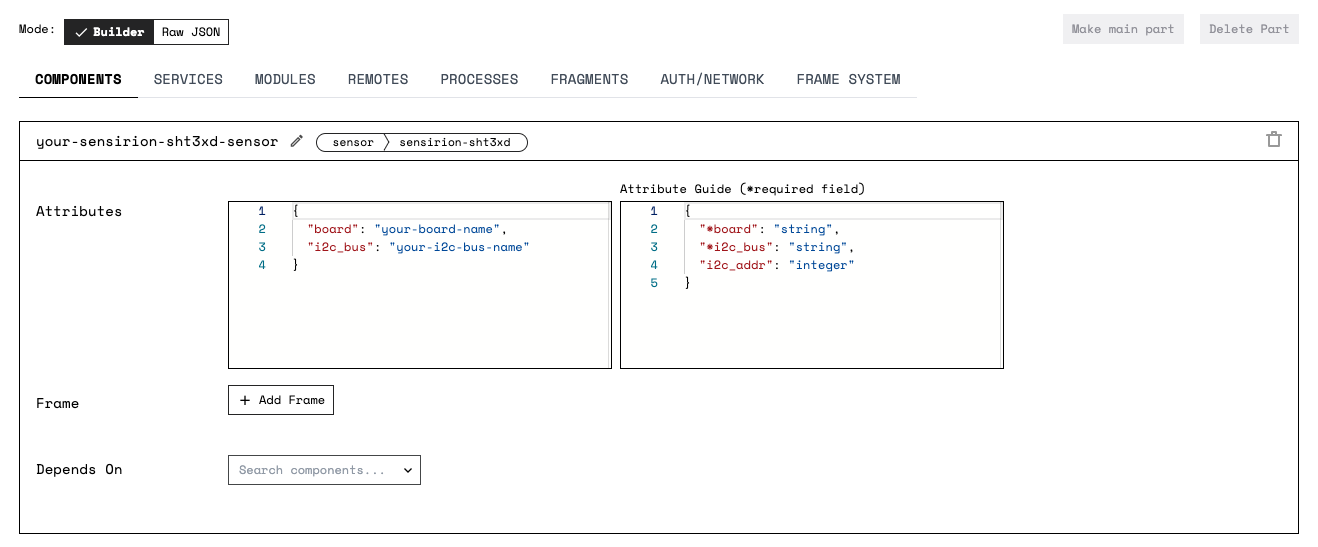 Mode: Builder Raw JSON Make main part Delete Part
COMPONENTS SERVICES MODULES REMOTES PROCESSES FRAGMENTS AUTH/NETWORK FRAME SYSTEM
your-sensirion-sht3xd-sensor sensor sensirion-sht3xd
Attribute Guide (*required field)
Attributes
1 {
2 "board": "your-board-name",
3 "i2c_bus": "your-i2c-bus-name"
4 }
1 {
2 "*board": "string",
3 "*i2c_bus": "string",
4 "i2c_addr": "integer"
5 }
Frame + Add Frame
Depends On Search components...